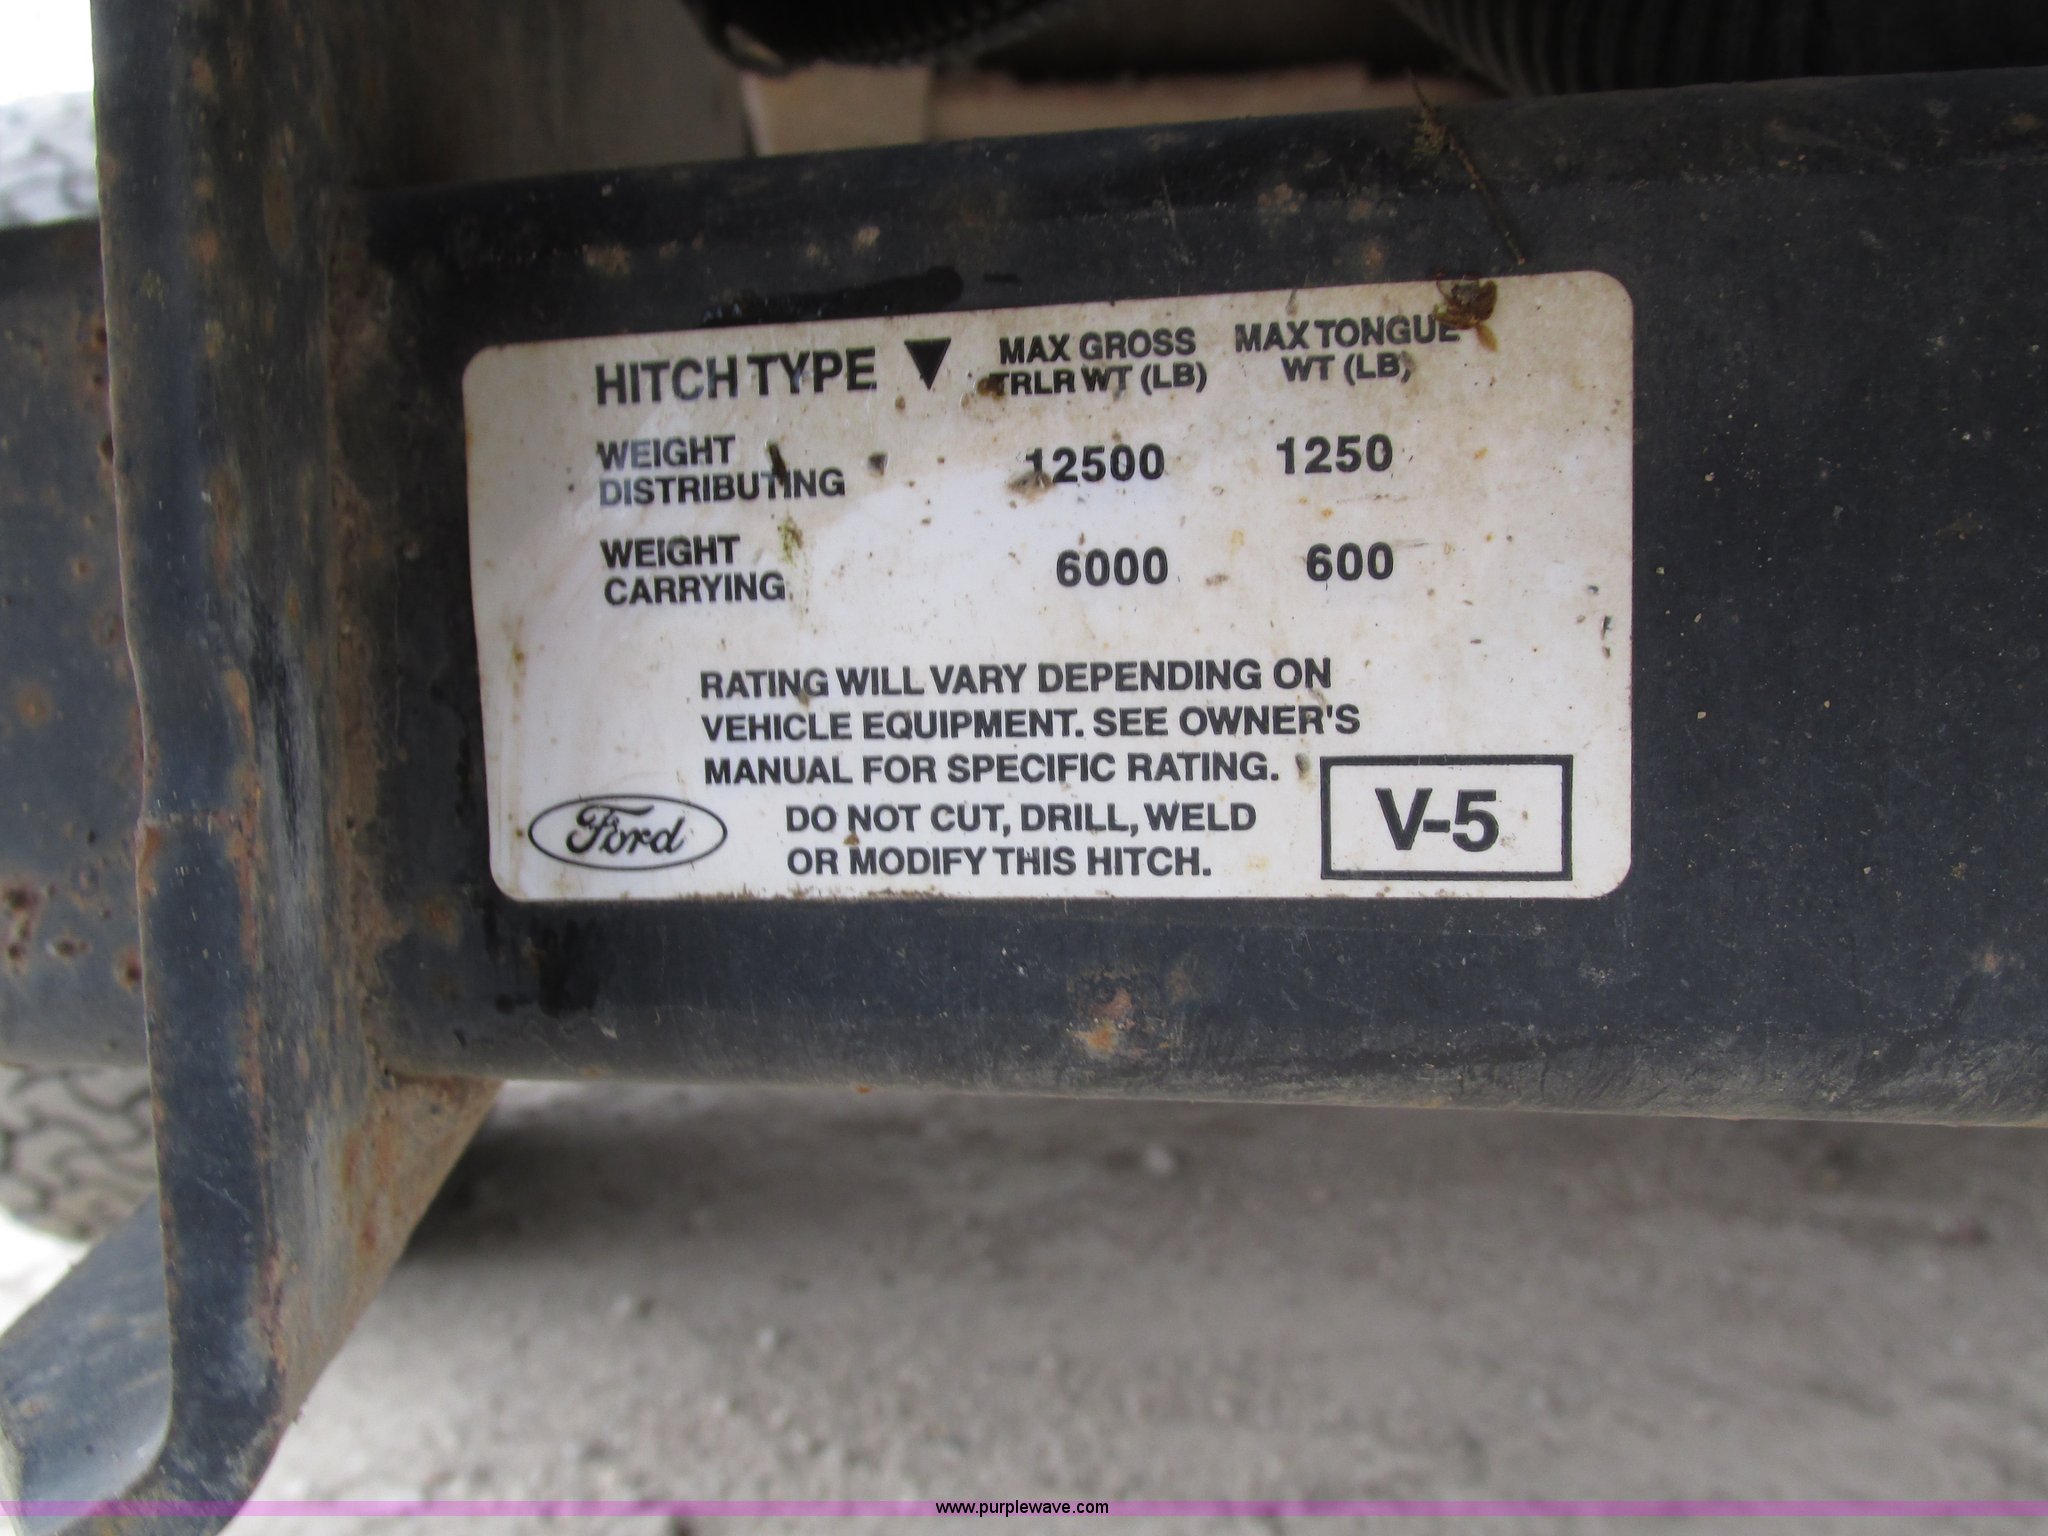 HITCH TYPE ▼ MAX GROSS TRLR WT (LB) MAX TONGUE WT (LB)
WEIGHT DISTRIBUTING 12500 1250
WEIGHT CARRYING 6000 600
RATING WILL VARY DEPENDING ON
VEHICLE EQUIPMENT. SEE OWNER'S
MANUAL FOR SPECIFIC RATING.
DO NOT CUT, DRILL, WELD
OR MODIFY THIS HITCH.
Ford
V-5
www.purplewave.com